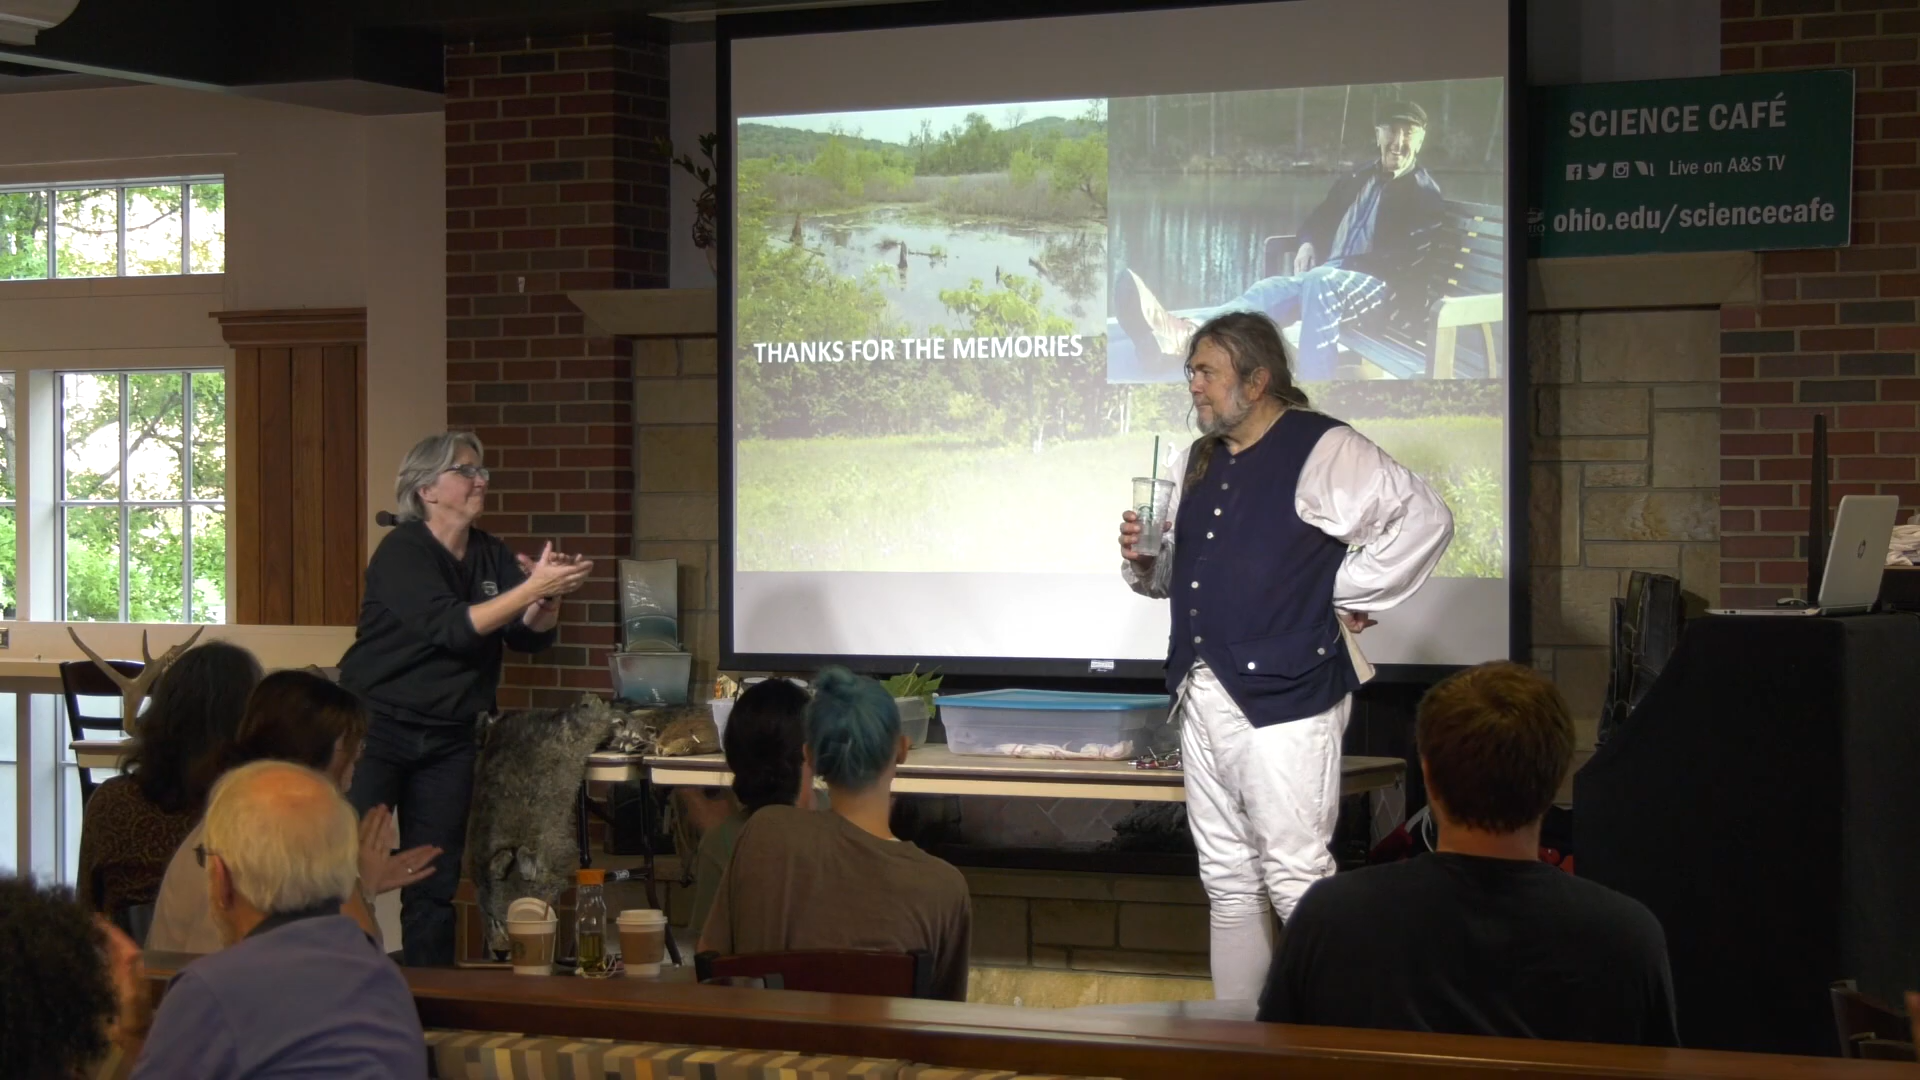 THANKS FOR THE MEMORIES
SCIENCE CAFÉ
Live on A&S TV
ohio.edu/sciencecafe